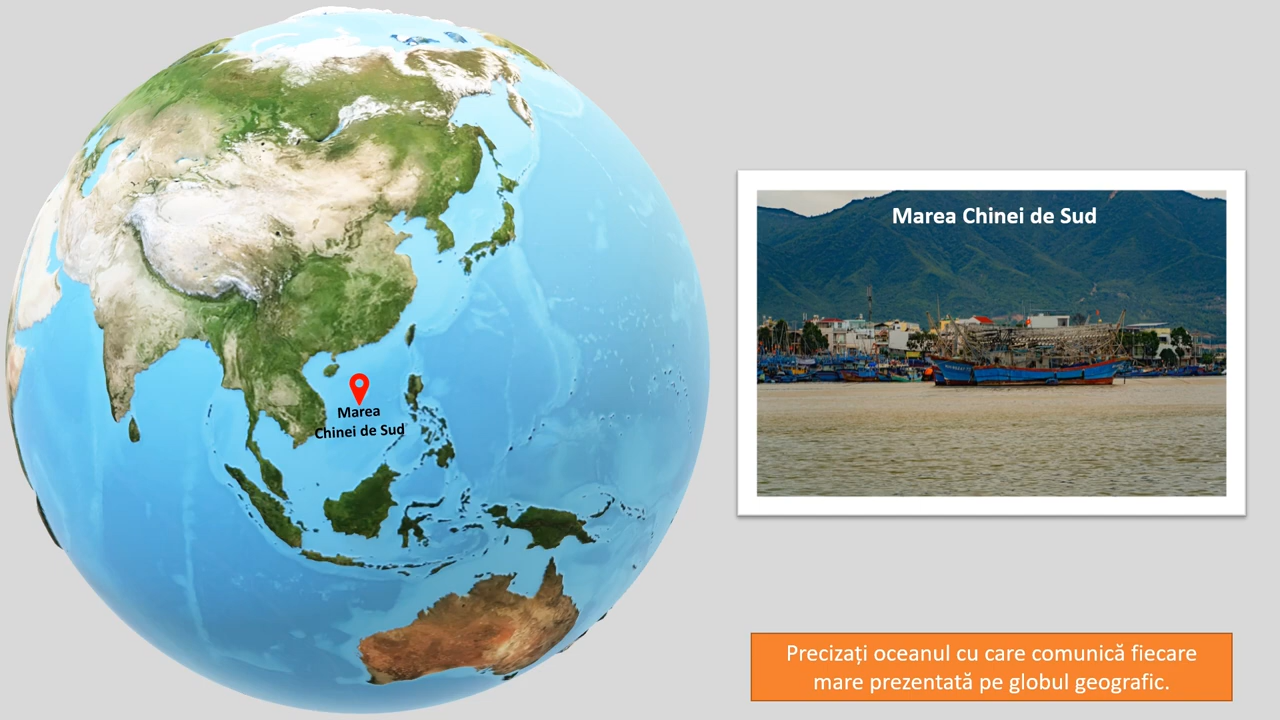 Marea
Chinei de Sud
Marea Chinei de Sud
Precizați oceanul cu care comunică fiecare
mare prezentată pe globul geografic.